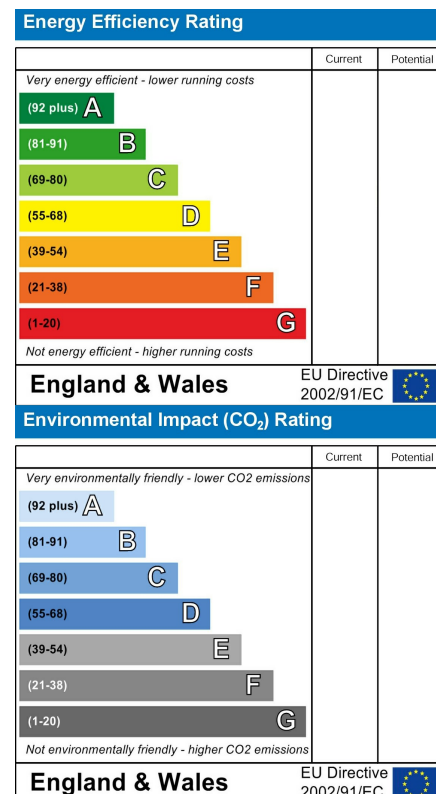 Energy Efficiency Rating
Current Potential
Very energy efficient - lower running costs
(92 plus) A
(81-91) B
(69-80) C
(55-68) D
(39-54) E
(21-38) F
(1-20) G
Not energy efficient - higher running costs
England & Wales
EU Directive
2002/91/EC
Environmental Impact (CO₂) Rating
Current Potential
Very environmentally friendly - lower CO2 emissions
(92 plus) A
(81-91) B
(69-80) C
(55-68) D
(39-54) E
(21-38) F
(1-20) G
Not environmentally friendly - higher CO2 emissions
England & Wales
EU Directive
2002/91/EC